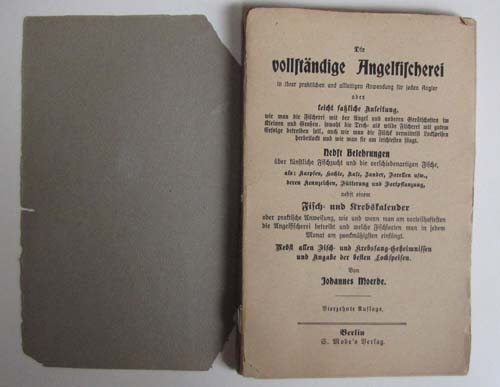 Die
vollständige Angelfischerei
in ihrer praktischen und allseitigen Anwendung für jeden Angler
oder
leicht faßliche Anleitung,
wie man die Fischerei mit der Angel und anderen Gerätschaften im
Kleinen und Großen, sowohl die Teich- als wilde Fischerei mit gutem
Erfolge betreiben soll, auch wie man die Fische vermittelst Lockspeisen
herbeilockt und wie man sie am leichtesten fängt.
Nebst Belehrungen
über künstliche Fischzucht und die verschiedenartigen Fische,
als: Karpfen, Hechte, Aale, Zander, Forellen usw.,
deren Kennzeichen, Fütterung und Fortpflanzung,
nebst einem
Fisch- und Krebskalender
oder praktische Anweisung, wie und wann man am vorteilhaftesten
die Angelfischerei betreibt und welche Fischsorten man in jedem
Monat am zweckmäßigsten einfängt.
Nebst allen Fisch- und Krebsfang-Geheimnissen
und Angabe der besten Lockspeisen.
Von
Johannes Moerbe.
Vierzehnte Auflage.
Berlin
S. Mode's Verlag.